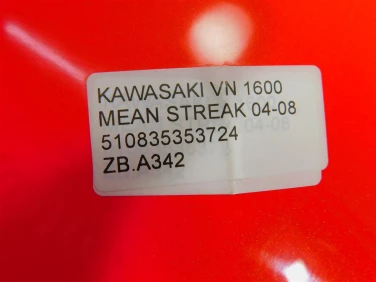 KAWASAKI VN 1600
MEAN STREAK 04-08
510835353724
ZB.A342